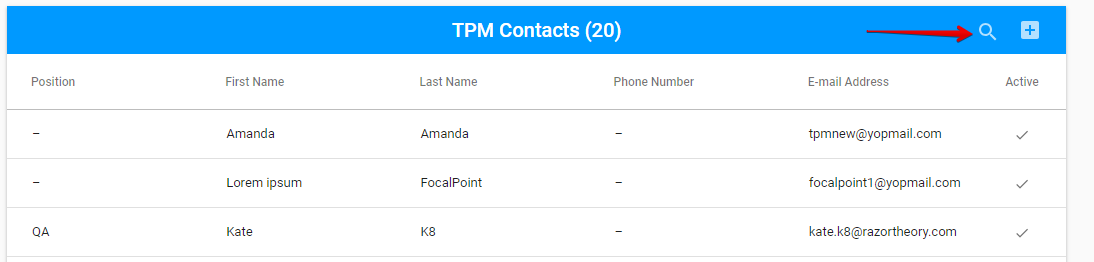 TPM Contacts (20)
Position First Name Last Name Phone Number E-mail Address Active
– Amanda Amanda – tpmnew@yopmail.com
– Lorem ipsum FocalPoint – focalpoint1@yopmail.com
QA Kate K8 – kate.k8@razortheory.com